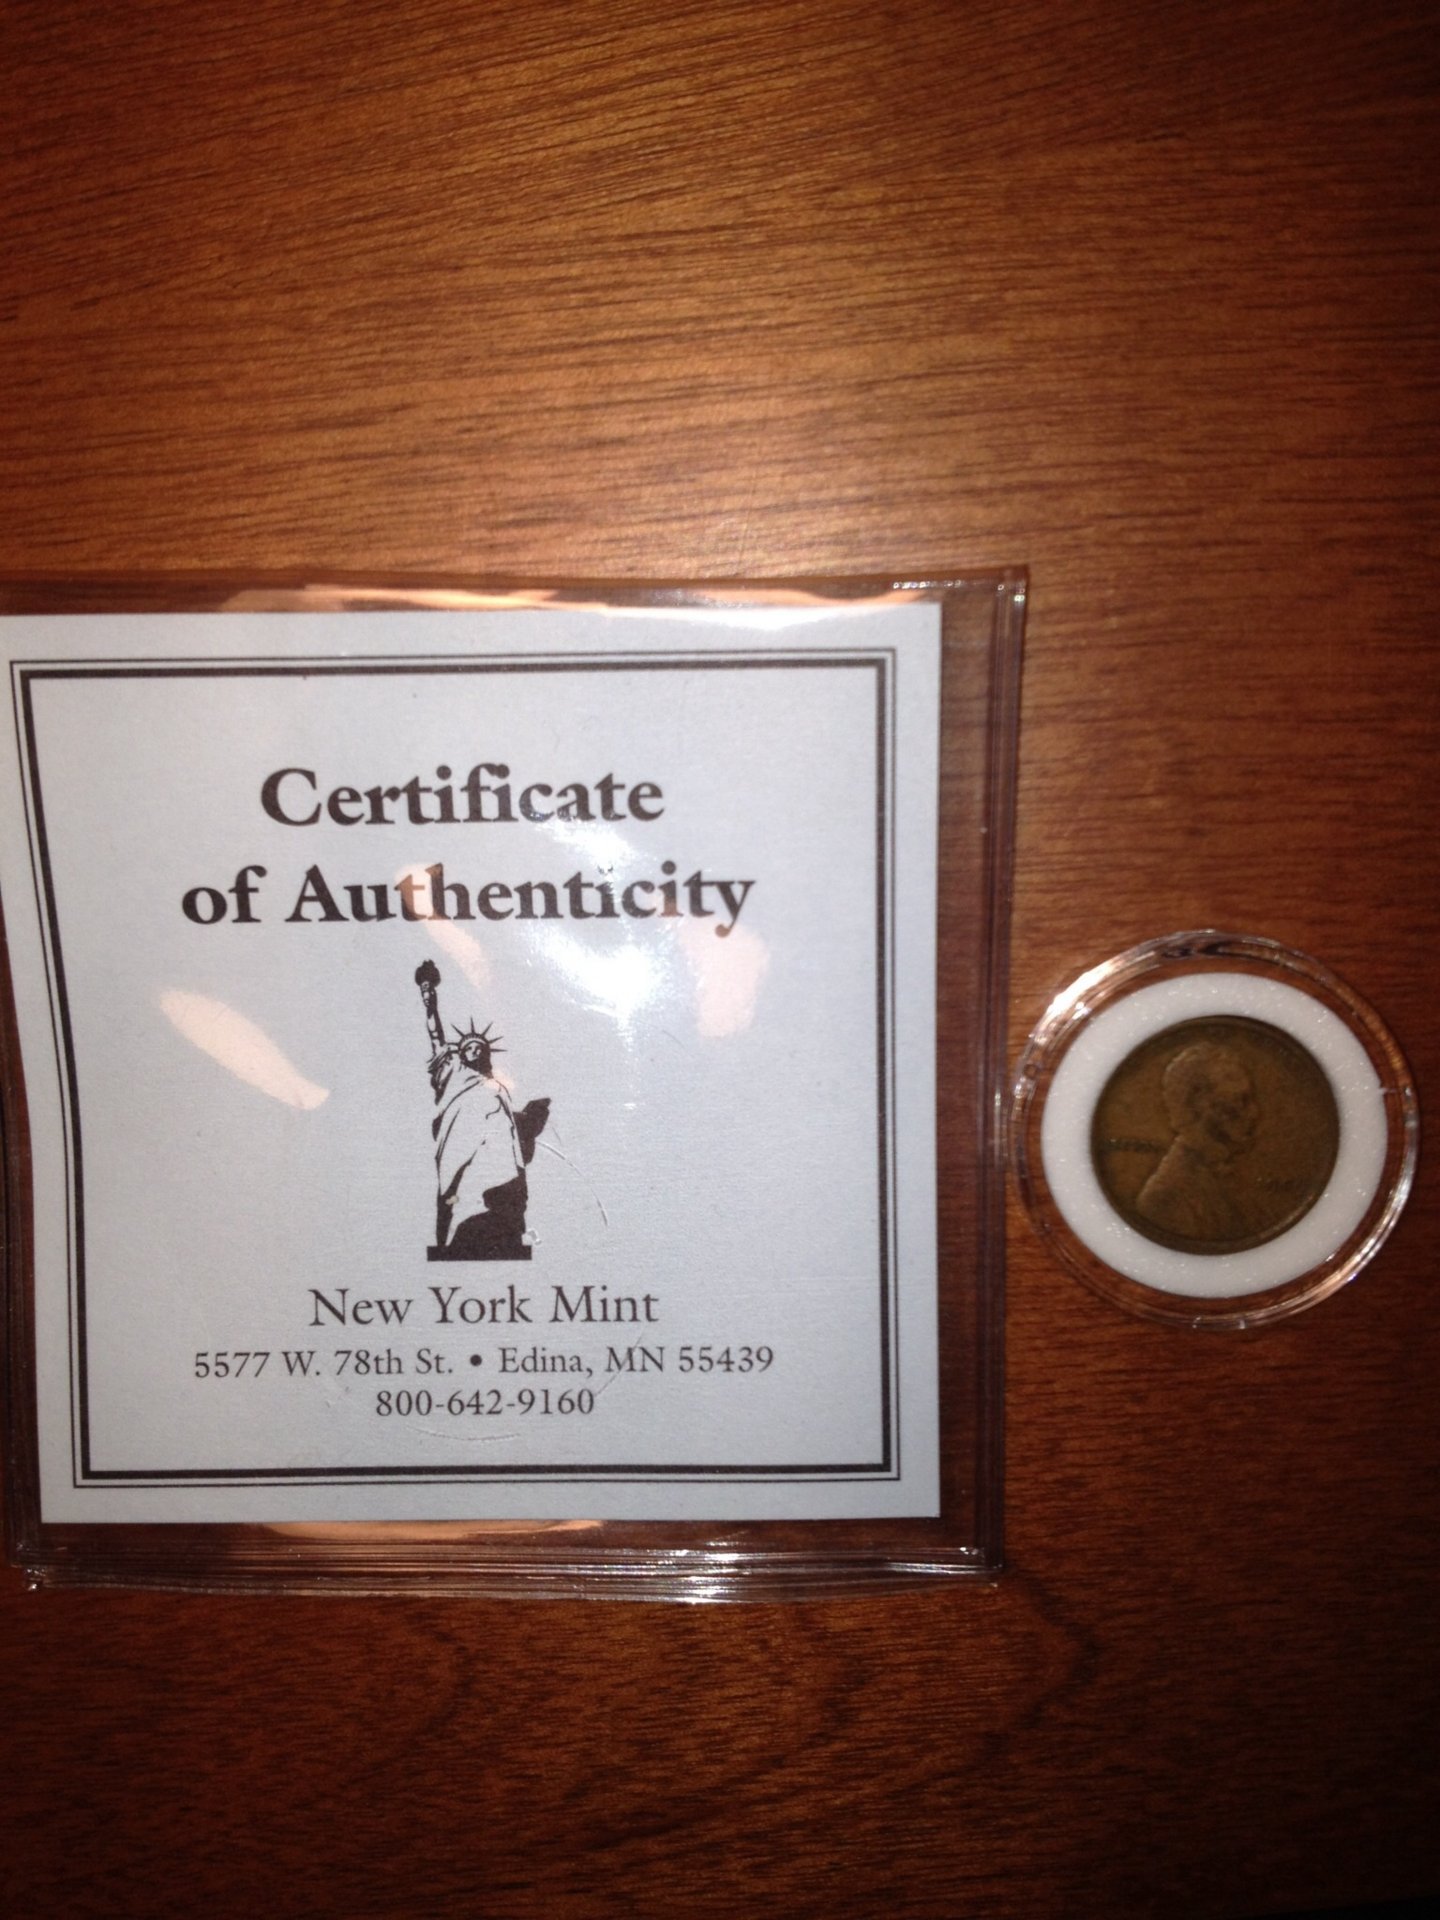 Certificate
of Authenticity
New York Mint
5577 W. 78th St. • Edina, MN 55439
800-642-9160